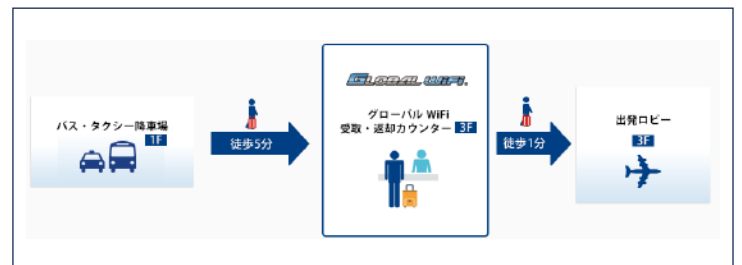 バス・タクシー降車場
1F
徒歩5分
GLOBAL WiFi.
グローバル WiFi
受取・返却カウンター 3F
徒歩1分
出発ロビー
3F